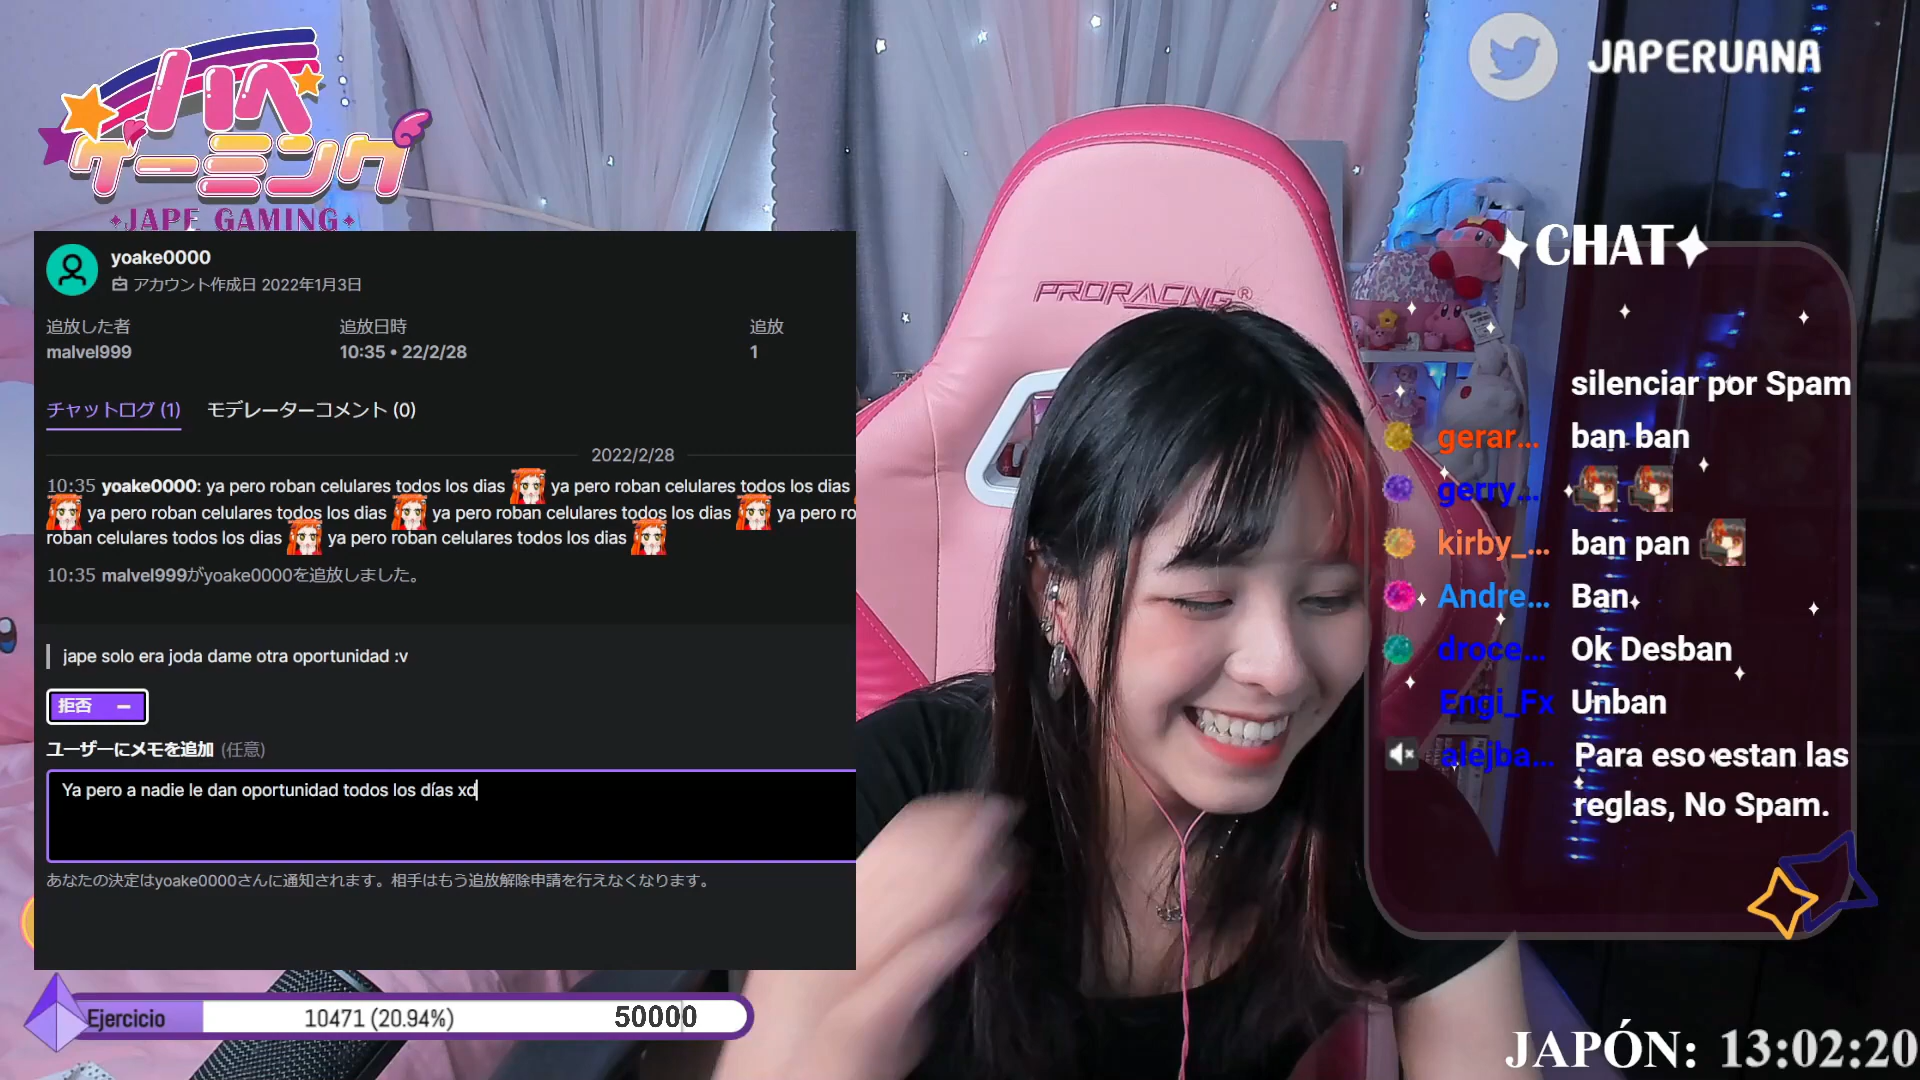 ハペ
ゲーミング
JAPE GAMING
JAPERUANA
yoake0000
アカウント作成日 2022年1月3日
追放した者
追放日時
追放
malvel999
10:35 • 22/2/28
1
チャットログ (1)
モデレーターコメント (0)
2022/2/28
10:35 yoake0000: ya pero roban celulares todos los dias ya pero roban celulares todos los dias
ya pero roban celulares todos los dias ya pero roban celulares todos los dias ya pero ro
roban celulares todos los dias ya pero roban celulares todos los dias
10:35 malvel999がyoake0000を追放しました。
jape solo era joda dame otra oportunidad :v
拒否 −
ユーザーにメモを追加 (任意)
Ya pero a nadie le dan oportunidad todos los días xd
あなたの決定はyoake0000さんに通知されます。相手はもう追放解除申請を行えなくなります。
Ejercicio 10471 (20.94%) 50000
PRORACING®
CHAT
silenciar por Spam
gerar... ban ban
gerry...
kirby_... ban pan
Andre... Ban
droce... Ok Desban
Engi_Fx Unban
alejba... Para eso estan las
reglas, No Spam.
JAPÓN: 13:02:20